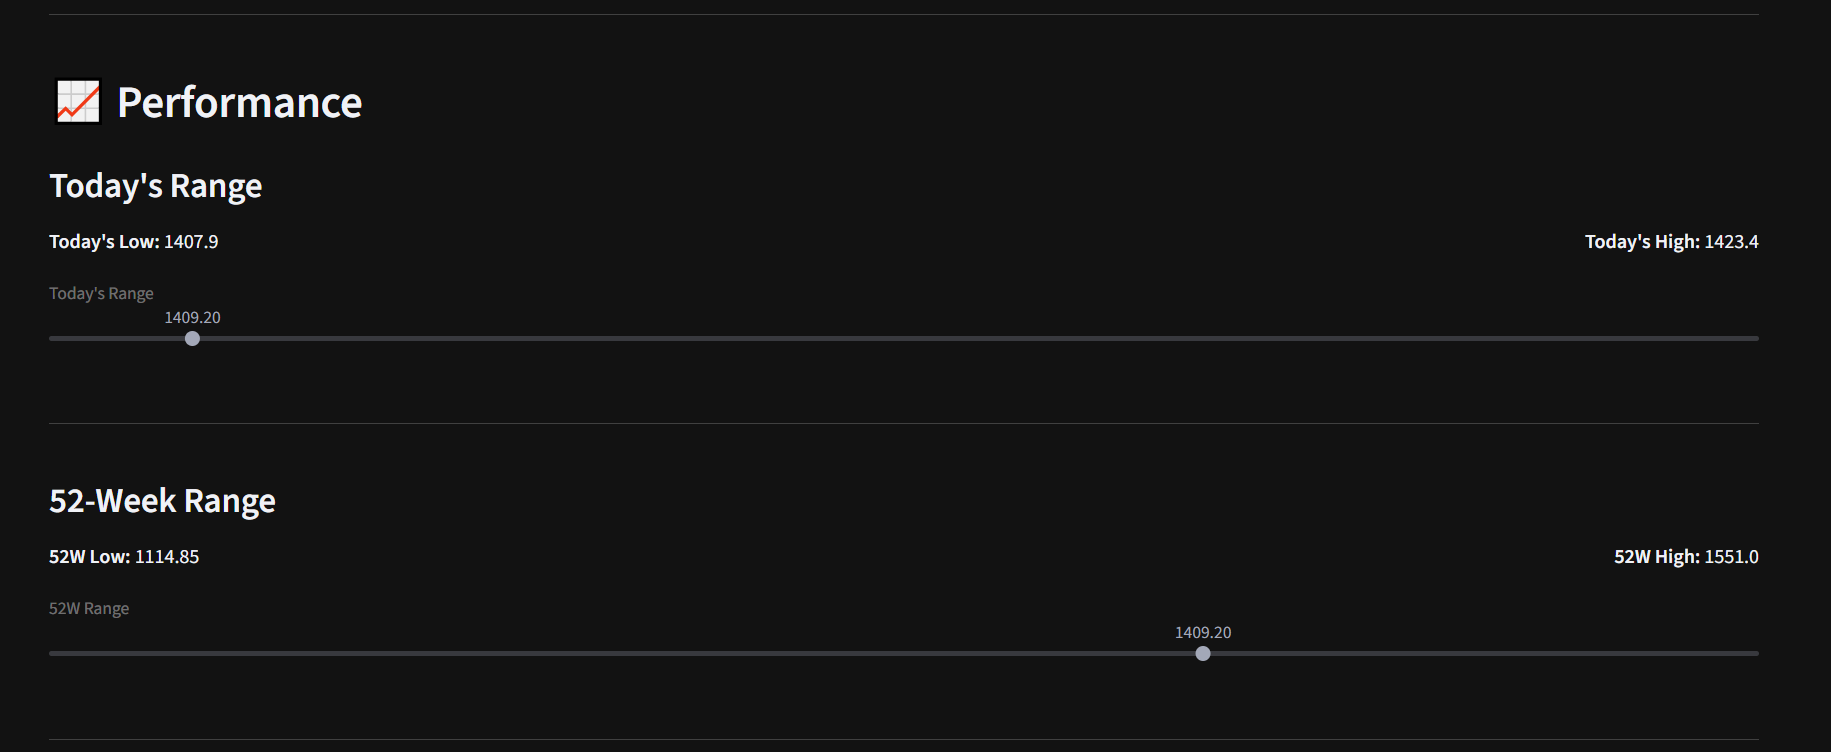 Performance
Today's Range
Today's Low: 1407.9 Today's High: 1423.4
Today's Range
1409.20
52-Week Range
52W Low: 1114.85 52W High: 1551.0
52W Range
1409.20